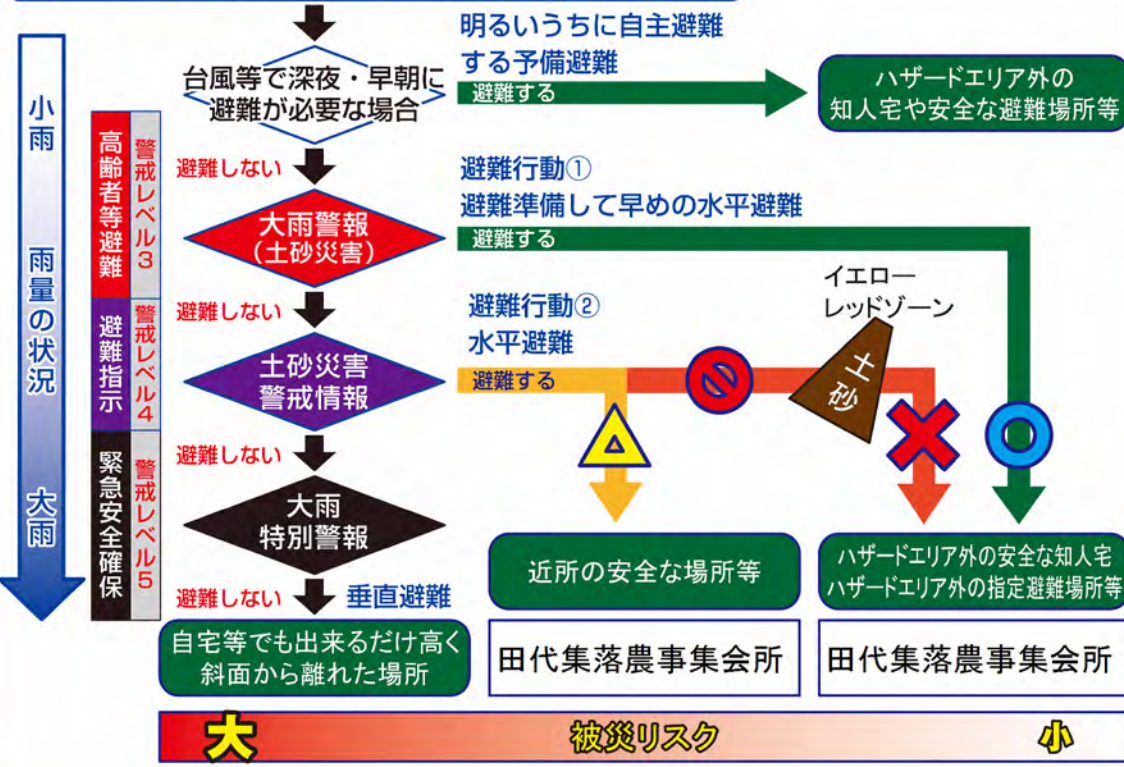 明るいうちに自主避難
する予備避難
台風等で深夜・早朝に
避難が必要な場合
避難する
ハザードエリア外の
知人宅や安全な避難場所等
小雨
雨量の状況
大雨
高齢者等避難
警戒レベル3
避難しない
大雨警報
(土砂災害)
避難行動①
避難準備して早めの水平避難
避難する
避難指示
警戒レベル4
避難しない
土砂災害
警戒情報
避難行動②
水平避難
避難する
イエロー
レッドゾーン
土砂
緊急安全確保
警戒レベル5
避難しない
大雨
特別警報
避難しない
垂直避難
自宅等でも出来るだけ高く
斜面から離れた場所
近所の安全な場所等
田代集落農事集会所
ハザードエリア外の安全な知人宅
ハザードエリア外の指定避難場所等
田代集落農事集会所
大
被災リスク
小